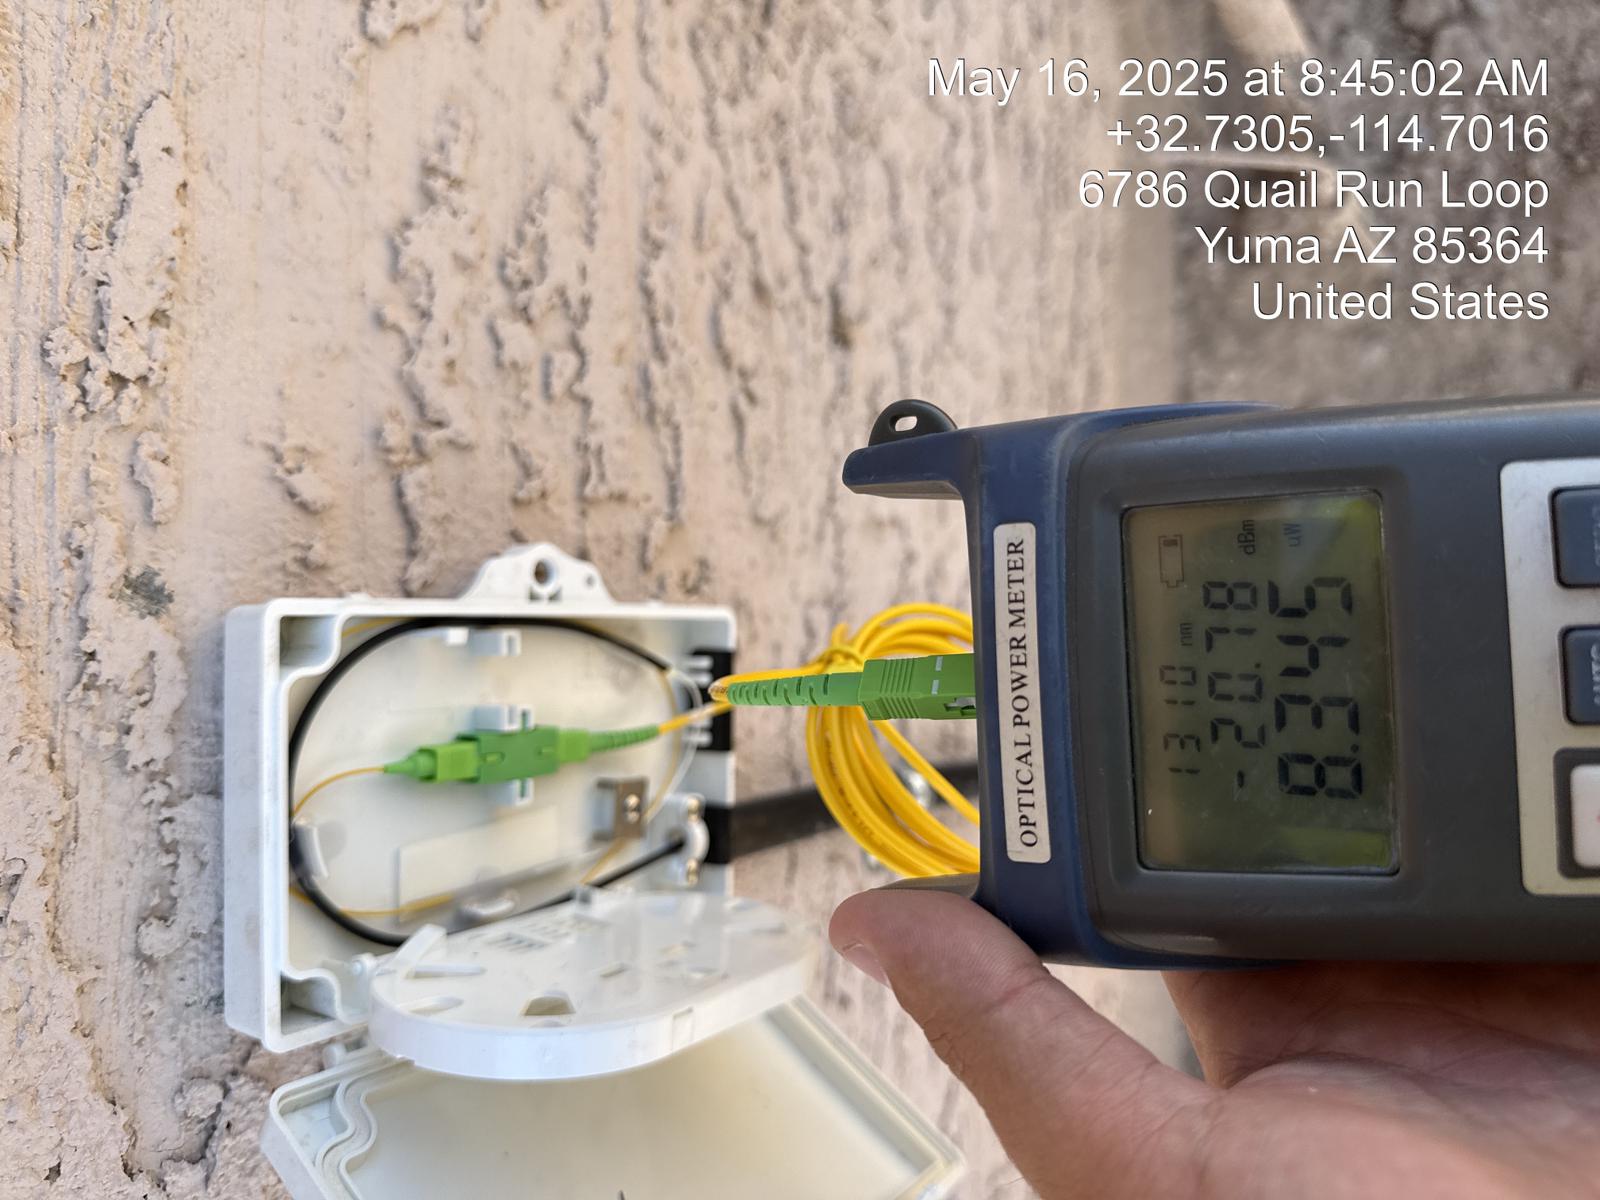 May 16, 2025 at 8:45:02 AM
+32.7305,-114.7016
6786 Quail Run Loop
Yuma AZ 85364
United States
OPTICAL POWER METER
1310 nm
-20.78 dBm
8.345 uW